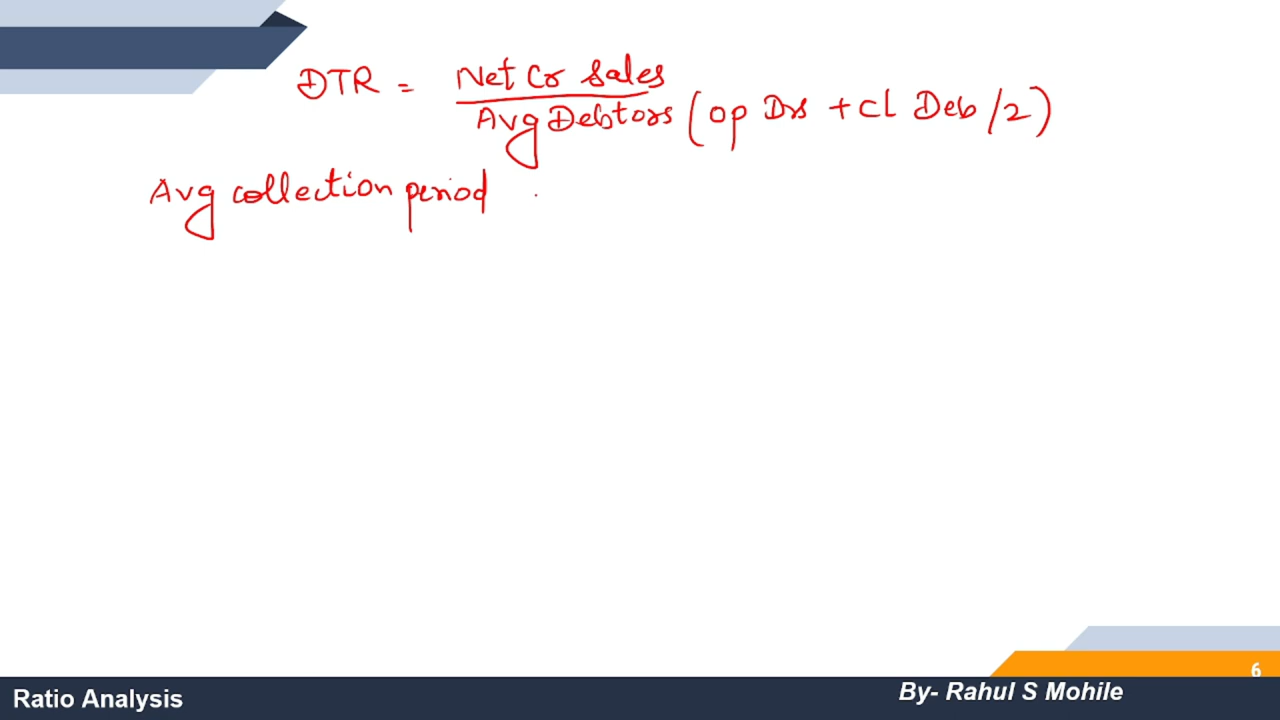 DTR = Net Cr Sales
Avg Debtors (op Drs + cl Deb /2)
Avg collection period
6
Ratio Analysis
By- Rahul S Mohile